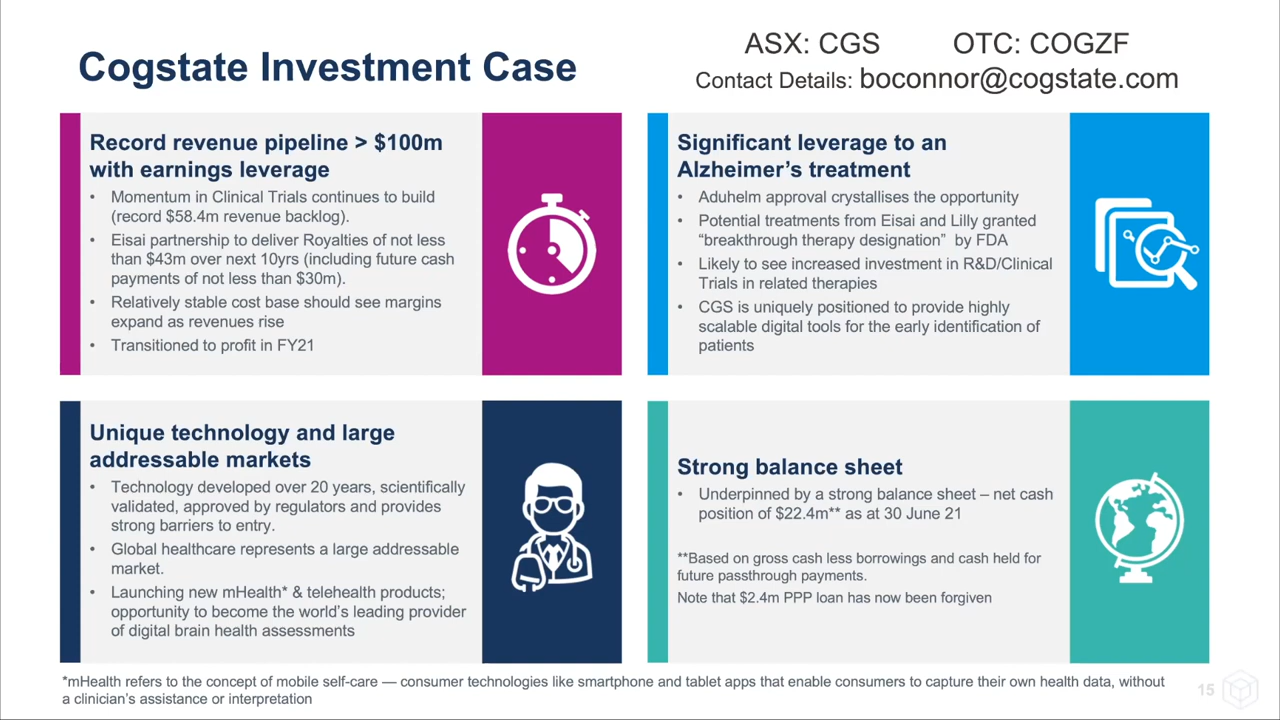 Cogstate Investment Case
ASX: CGS OTC: COGZF
Contact Details: boconnor@cogstate.com
Record revenue pipeline > $100m
with earnings leverage
• Momentum in Clinical Trials continues to build
(record $58.4m revenue backlog).
• Eisai partnership to deliver Royalties of not less
than $43m over next 10yrs (including future cash
payments of not less than $30m).
• Relatively stable cost base should see margins
expand as revenues rise
• Transitioned to profit in FY21
Significant leverage to an
Alzheimer’s treatment
• Aduhelm approval crystallises the opportunity
• Potential treatments from Eisai and Lilly granted
“breakthrough therapy designation” by FDA
• Likely to see increased investment in R&D/Clinical
Trials in related therapies
• CGS is uniquely positioned to provide highly
scalable digital tools for the early identification of
patients
Unique technology and large
addressable markets
• Technology developed over 20 years, scientifically
validated, approved by regulators and provides
strong barriers to entry.
• Global healthcare represents a large addressable
market.
• Launching new mHealth* & telehealth products;
opportunity to become the world’s leading provider
of digital brain health assessments
Strong balance sheet
• Underpinned by a strong balance sheet – net cash
position of $22.4m** as at 30 June 21
**Based on gross cash less borrowings and cash held for
future passthrough payments.
Note that $2.4m PPP loan has now been forgiven
*mHealth refers to the concept of mobile self-care — consumer technologies like smartphone and tablet apps that enable consumers to capture their own health data, without
a clinician’s assistance or interpretation
15